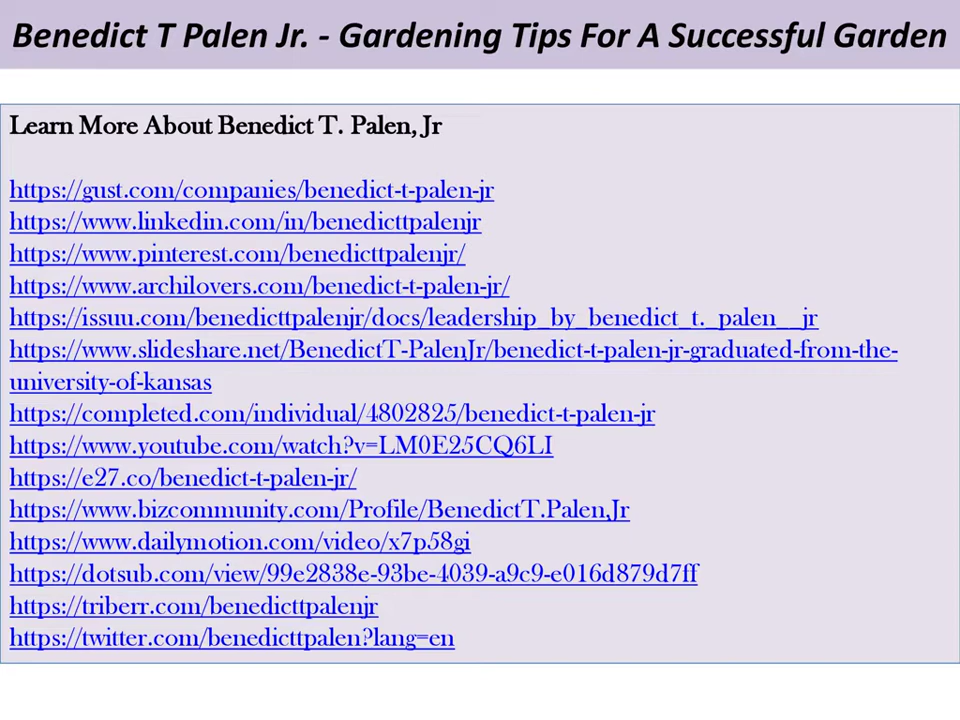 Benedict T Palen Jr. - Gardening Tips For A Successful Garden
Learn More About Benedict T. Palen, Jr
https://gust.com/companies/benedict-t-palen-jr
https://www.linkedin.com/in/benedicttpalenjr
https://www.pinterest.com/benedicttpalenjr/
https://www.archilovers.com/benedict-t-palen-jr/
https://issuu.com/benedicttpalenjr/docs/leadership_by_benedict_t._palen__jr
https://www.slideshare.net/BenedictT-PalenJr/benedict-t-palen-jr-graduated-from-the-
university-of-kansas
https://completed.com/individual/4802825/benedict-t-palen-jr
https://www.youtube.com/watch?v=LM0E25CQ6LI
https://e27.co/benedict-t-palen-jr/
https://www.bizcommunity.com/Profile/BenedictT.Palen,Jr
https://www.dailymotion.com/video/x7p58gi
https://dotsub.com/view/99e2838e-93be-4039-a9c9-e016d879d7ff
https://triberr.com/benedicttpalenjr
https://twitter.com/benedicttpalen?lang=en